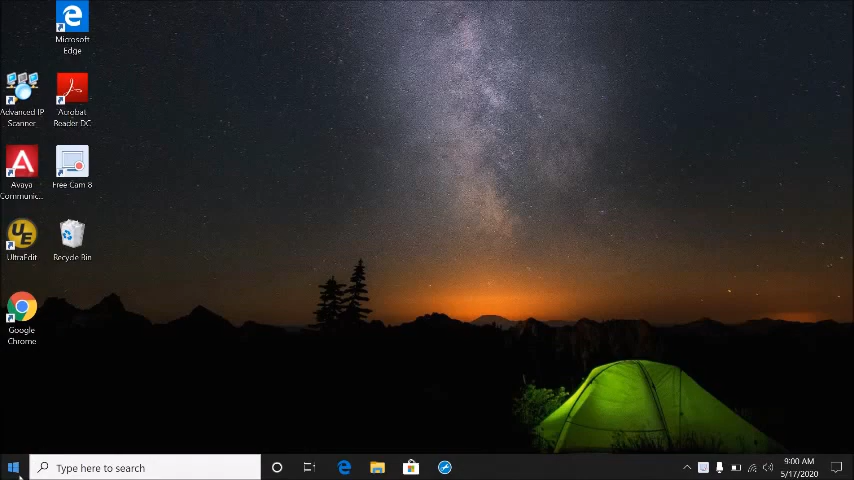 Microsoft
Edge
Advanced IP
Scanner
Acrobat
Reader DC
Avaya
Communic...
Free Cam 8
UE
UltraEdit
Recycle Bin
Google
Chrome
Type here to search
9:00 AM
5/17/2020